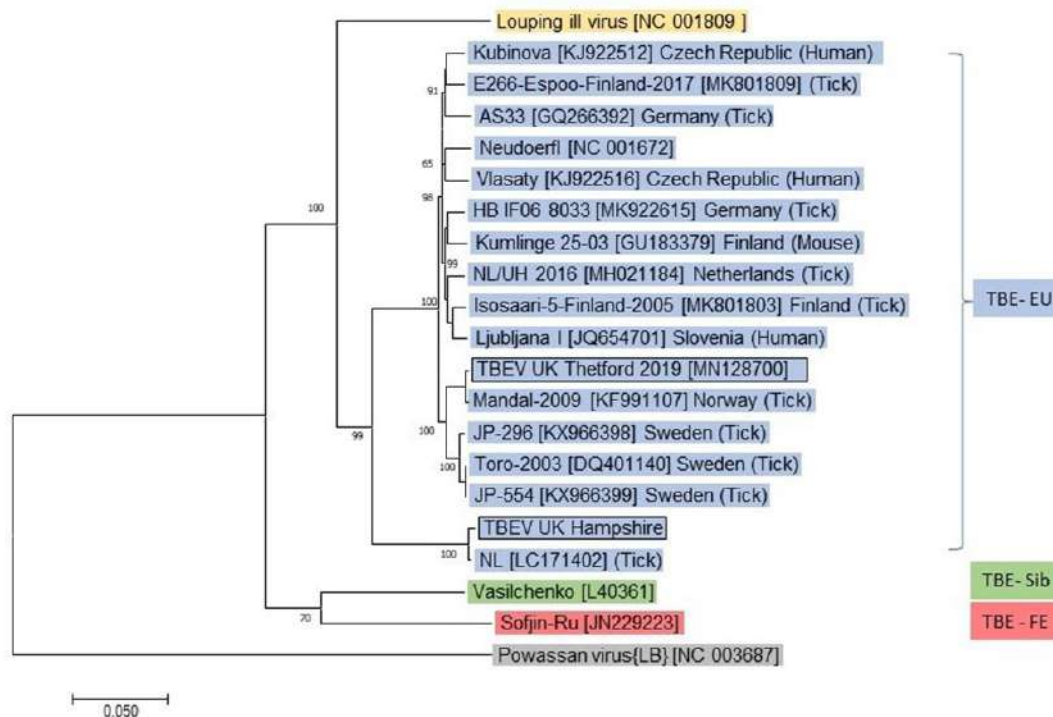 Louping ill virus [NC 001809 ]
Kubinova [KJ922512] Czech Republic (Human)
91
E266-Espoo-Finland-2017 [MK801809] (Tick)
AS33 [GQ266392] Germany (Tick)
Neudoerfl [NC 001672]
65
Vlasaty [KJ922516] Czech Republic (Human)
98
HB IF06 8033 [MK922615] Germany (Tick)
100
Kumlinge 25-03 [GU183379] Finland (Mouse)
99
NL/UH 2016 [MH021184] Netherlands (Tick)
100
Isosaari-5-Finland-2005 [MK801803] Finland (Tick)
TBE- EU
Ljubljana I [JQ654701] Slovenia (Human)
TBEV UK Thetford 2019 [MN128700]
Mandal-2009 [KF991107] Norway (Tick)
99
100
JP-296 [KX966398] Sweden (Tick)
100
Toro-2003 [DQ401140] Sweden (Tick)
JP-554 [KX966399] Sweden (Tick)
TBEV UK Hampshire
100
NL [LC171402] (Tick)
TBE- Sib
Vasilchenko [L40361]
70
Sofjin-Ru [JN229223]
TBE - FE
Powassan virus{LB} [NC 003687]
0.050